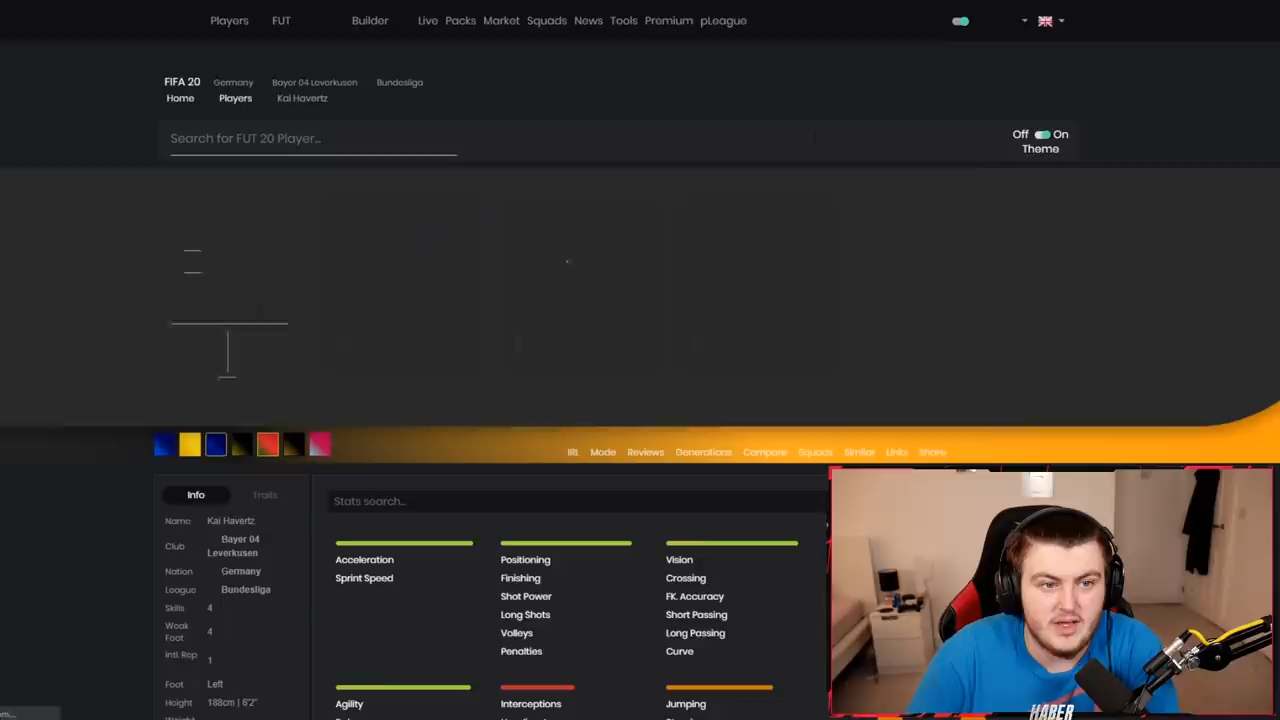 Players FUT Builder Live Packs Market Squads News Tools Premium pLeague
FIFA 20 Germany Bayer 04 Leverkusen Bundesliga
Home Players Kai Havertz
Search for FUT 20 Player...
Off On
Theme
IRL Mode Reviews Generations Compare Squads Similar Links Share
Info Traits
Stats search...
Name Kai Havertz
Club Bayer 04
Leverkusen
Nation Germany
League Bundesliga
Skills 4
Weak
Foot 4
Intl. Rep 1
Foot Left
Height 188cm | 6'2"
Acceleration
Sprint Speed
Positioning
Finishing
Shot Power
Long Shots
Volleys
Penalties
Vision
Crossing
FK. Accuracy
Short Passing
Long Passing
Curve
Agility
Interceptions
Jumping
HABER